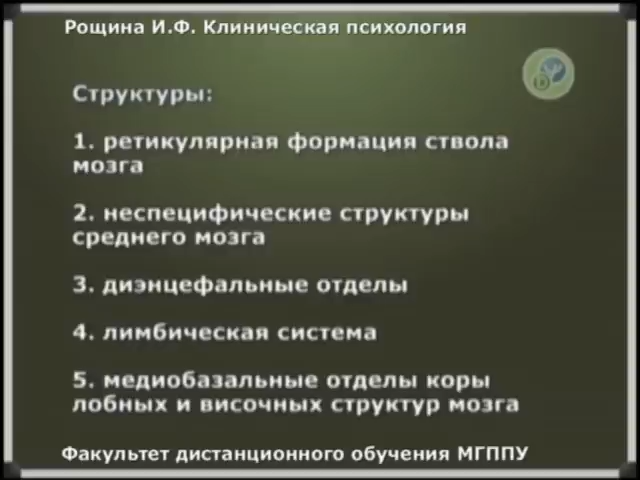 Рощина И.Ф. Клиническая психология
Структуры:
1. ретикулярная формация ствола
мозга
2. неспецифические структуры
среднего мозга
3. диэнцефальные отделы
4. лимбическая система
5. медиобазальные отделы коры
лобных и височных структур мозга
Факультет дистанционного обучения МГППУ